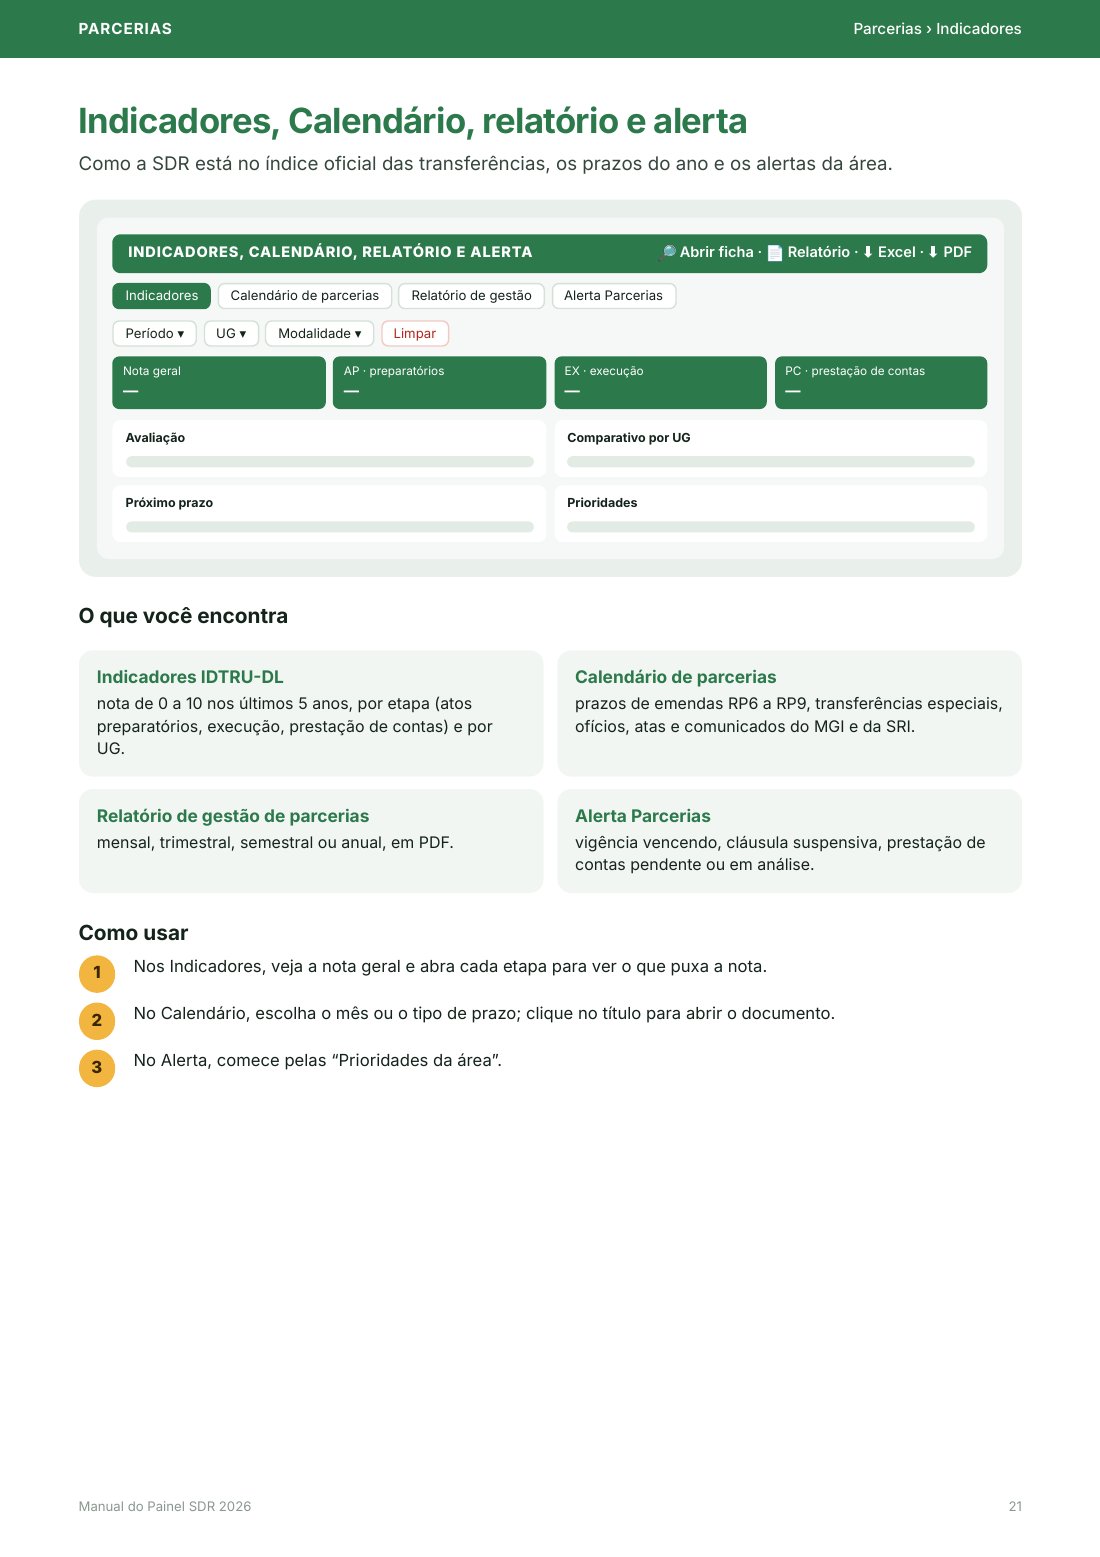 PARCERIAS
Parcerias › Indicadores
Indicadores, Calendário, relatório e alerta
Como a SDR está no índice oficial das transferências, os prazos do ano e os alertas da área.
INDICADORES, CALENDÁRIO, RELATÓRIO E ALERTA
🔎 Abrir ficha · 📄 Relatório · ⬇ Excel · ⬇ PDF
Indicadores
Calendário de parcerias
Relatório de gestão
Alerta Parcerias
Período ▾
UG ▾
Modalidade ▾
Limpar
Nota geral
—
AP · preparatórios
—
EX · execução
—
PC · prestação de contas
—
Avaliação
Comparativo por UG
Próximo prazo
Prioridades
O que você encontra
Indicadores IDTRU-DL
nota de 0 a 10 nos últimos 5 anos, por etapa (atos
preparatórios, execução, prestação de contas) e por
UG.
Calendário de parcerias
prazos de emendas RP6 a RP9, transferências especiais,
ofícios, atas e comunicados do MGI e da SRI.
Relatório de gestão de parcerias
mensal, trimestral, semestral ou anual, em PDF.
Alerta Parcerias
vigência vencendo, cláusula suspensiva, prestação de
contas pendente ou em análise.
Como usar
1 Nos Indicadores, veja a nota geral e abra cada etapa para ver o que puxa a nota.
2 No Calendário, escolha o mês ou o tipo de prazo; clique no título para abrir o documento.
3 No Alerta, comece pelas “Prioridades da área”.
Manual do Painel SDR 2026
21